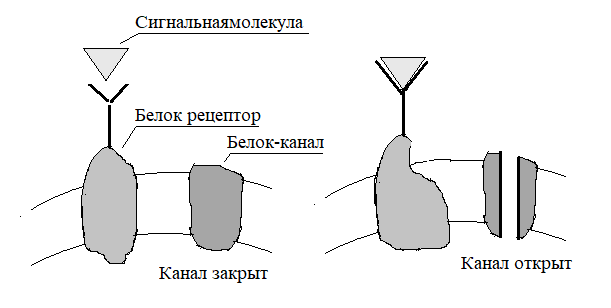 Сигнальнаямолекула
Белок рецептор
Белок-канал
Канал закрыт
Канал открыт